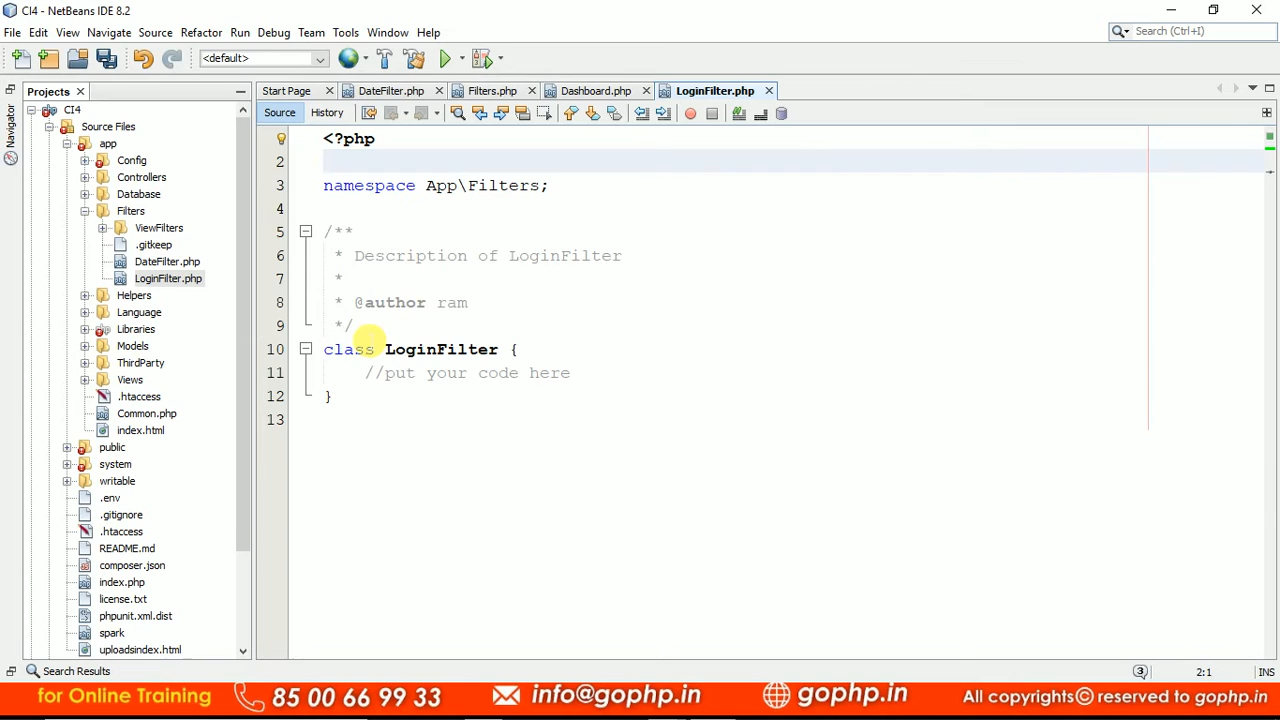 CI4 - NetBeans IDE 8.2
File Edit View Navigate Source Refactor Run Debug Team Tools Window Help
Search (Ctrl+I)
<default>
Projects
Start Page DateFilter.php Filters.php Dashboard.php LoginFilter.php
Source History
Navigator
CI4
Source Files
app
Config
Controllers
Database
Filters
ViewFilters
.gitkeep
DateFilter.php
LoginFilter.php
Helpers
Language
Libraries
Models
ThirdParty
Views
.htaccess
Common.php
index.html
public
system
writable
.env
.gitignore
.htaccess
README.md
composer.json
index.php
license.txt
phpunit.xml.dist
spark
uploadsindex.html
1 <?php
2
3 namespace App\Filters;
4
5 /**
6 * Description of LoginFilter
7 *
8 * @author ram
9 */
10 class LoginFilter {
11 //put your code here
12 }
13
Search Results
3 2:1 INS
for Online Training 85 00 66 99 33 info@gophp.in gophp.in All copyrights© reserved to gophp.in